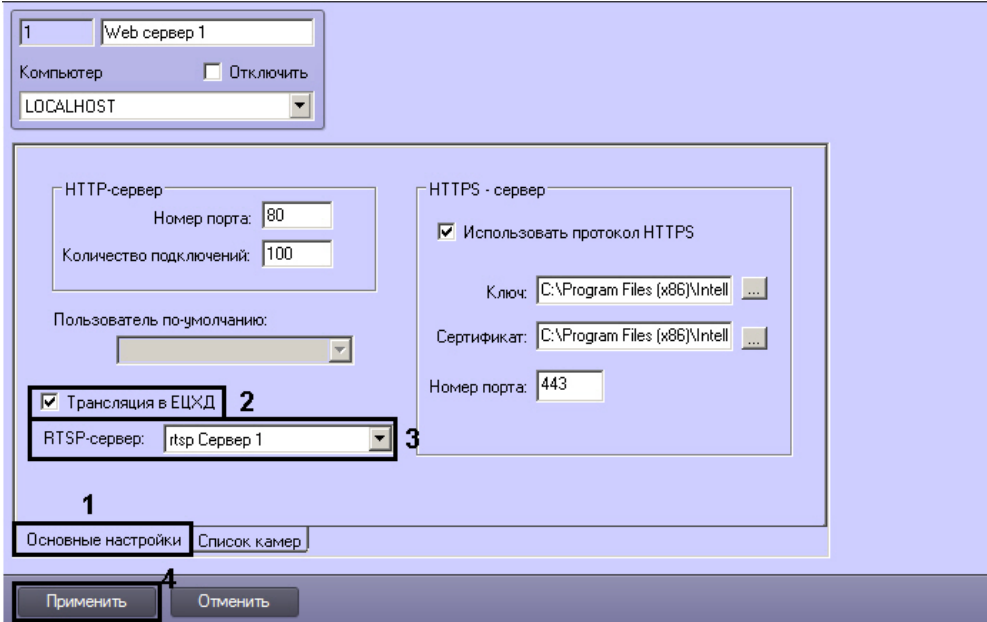 1 Web сервер 1
Компьютер Отключить
LOCALHOST
HTTP-сервер
Номер порта: 80
Количество подключений: 100
Пользователь по-умолчанию:
Трансляция в ЕЦХД 2
RTSP-сервер: rtsp Сервер 1 3
HTTPS - сервер
Использовать протокол HTTPS
Ключ: C:\Program Files (x86)\Intell ...
Сертификат: C:\Program Files (x86)\Intell ...
Номер порта: 443
1
Основные настройки Список камер
4
Применить Отменить